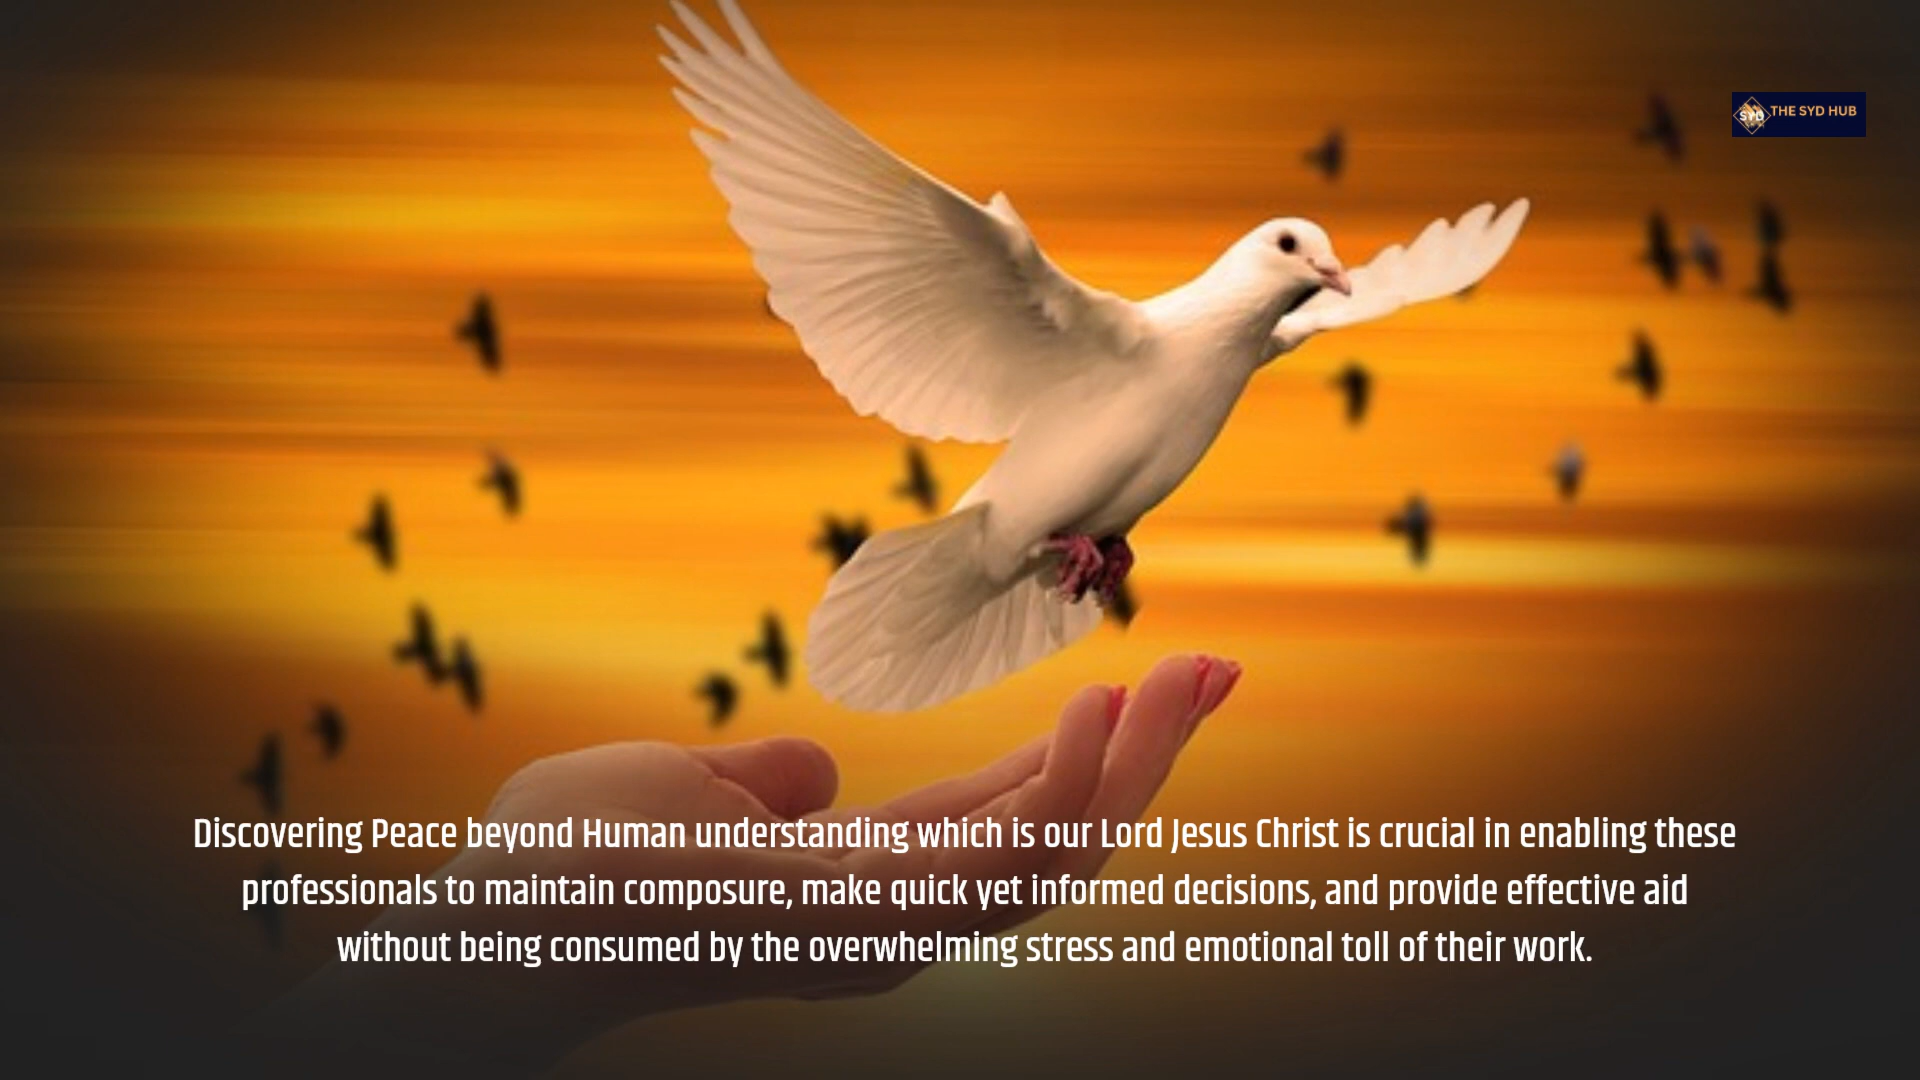 SYD
THE SYD HUB
Discovering Peace beyond Human understanding which is our Lord Jesus Christ is crucial in enabling these
professionals to maintain composure, make quick yet informed decisions, and provide effective aid
without being consumed by the overwhelming stress and emotional toll of their work.